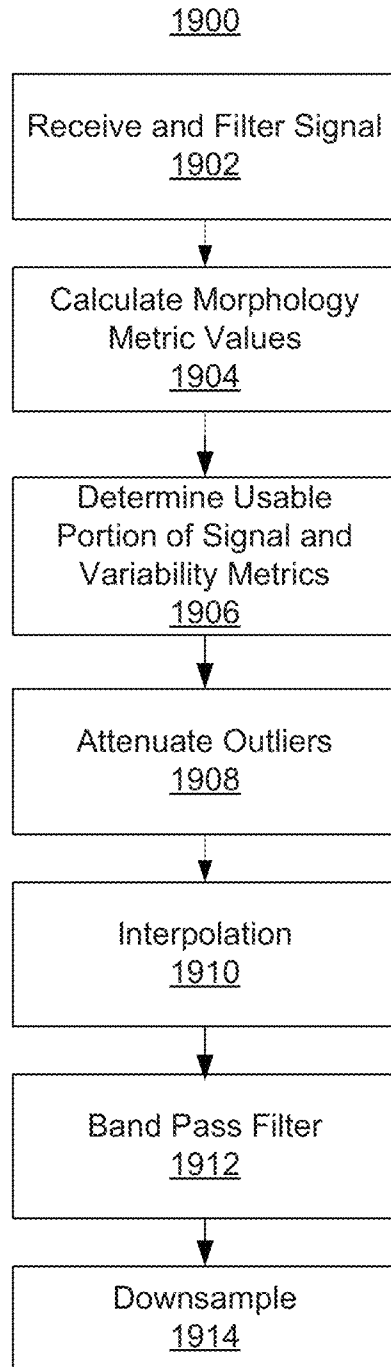 1900
Receive and Filter Signal
1902
Calculate Morphology
Metric Values
1904
Determine Usable
Portion of Signal and
Variability Metrics
1906
Attenuate Outliers
1908
Interpolation
1910
Band Pass Filter
1912
Downsample
1914